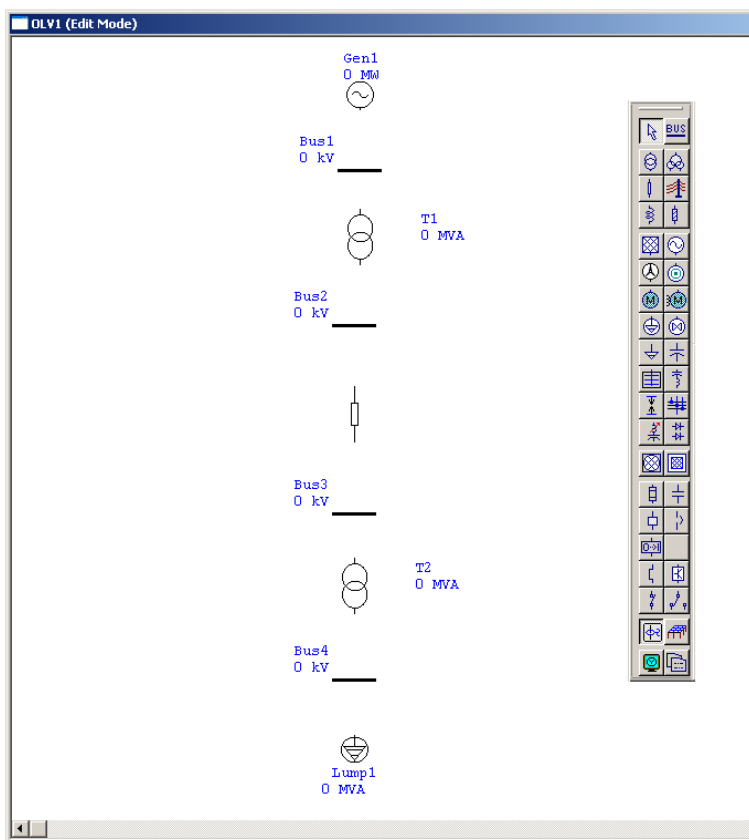 OLV1 (Edit Mode)
Gen1
0 MW
BUS
Bus1
0 kV
T1
0 MVA
Bus2
0 kV
M
M
Bus3
0 kV
T2
0 MVA
Bus4
0 kV
Lump1
0 MVA